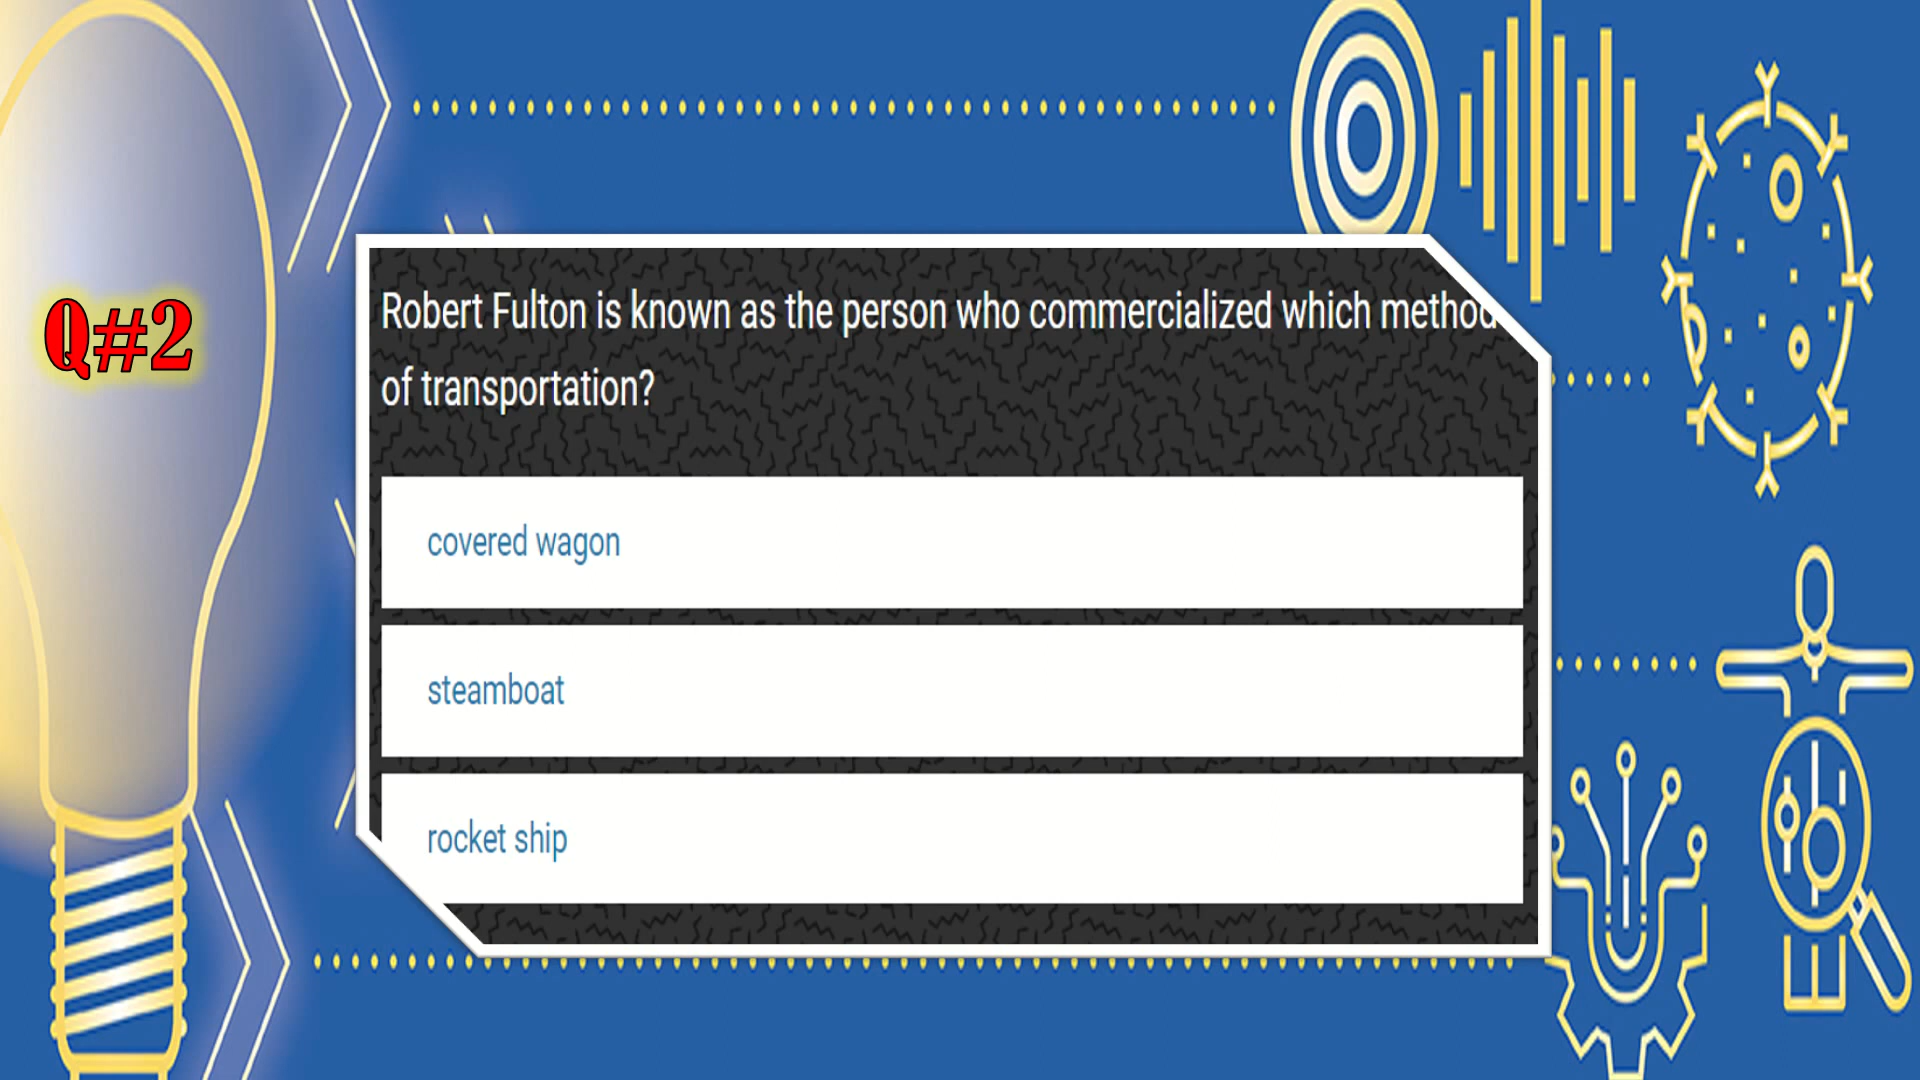 Q#2
Robert Fulton is known as the person who commercialized which method
of transportation?
covered wagon
steamboat
rocket ship